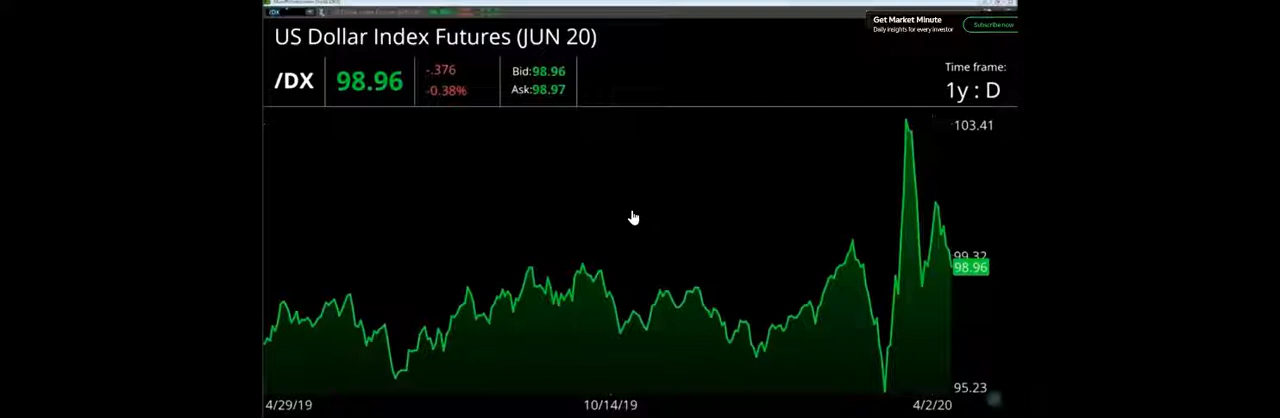 /DX
Get Market Minute
Daily insights for every investor
Subscribe now
US Dollar Index Futures (JUN 20)
/DX
98.96
-.376
-0.38%
Bid:98.96
Ask:98.97
Time frame:
1y : D
103.41
99.32
98.96
95.23
4/29/19
10/14/19
4/2/20